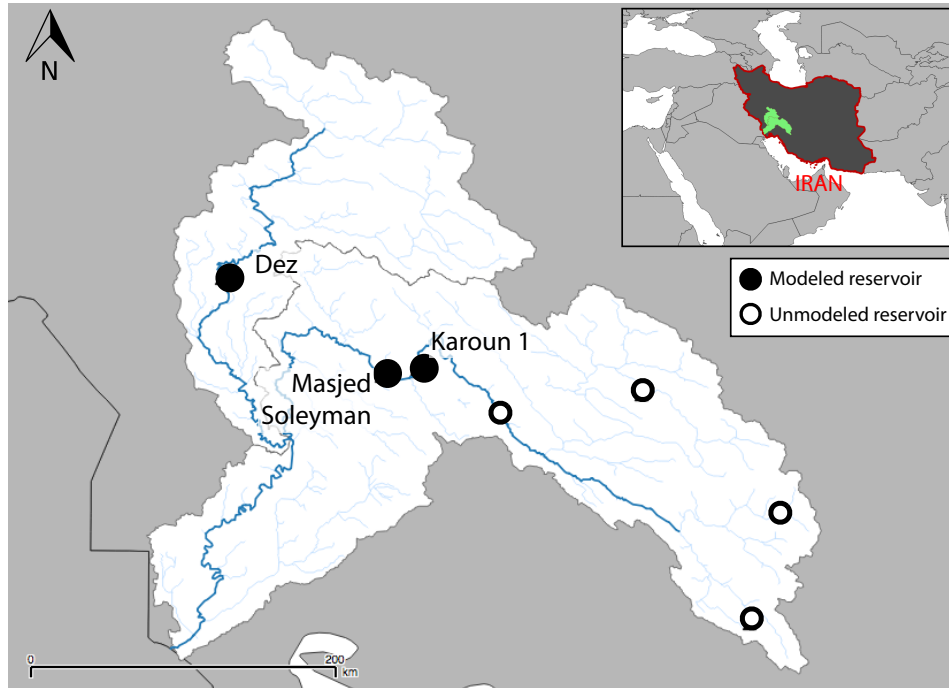 N
IRAN
Dez
Modeled reservoir
Unmodeled reservoir
Karoun 1
Masjed
Soleyman
0
200
km